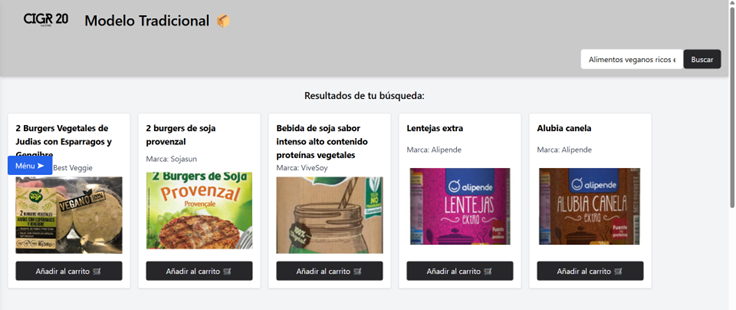 CIGR 20
Modelo Tradicional
Alimentos veganos ricos
Buscar
Resultados de tu búsqueda:
2 Burgers Vegetales de
Judias con Esparragos y
Gengibre
Ménu
Best Veggie
VEGANO
Añadir al carrito
2 burgers de soja
provenzal
Marca: Sojasun
2 Burgers de Soja
Provenzal
Provençale
Añadir al carrito
Bebida de soja sabor
intenso alto contenido
proteínas vegetales
Marca: ViveSoy
100%
Añadir al carrito
Lentejas extra
Marca: Alipende
alipende
LENTEJAS
EXTRA
Añadir al carrito
Alubia canela
Marca: Alipende
alipende
ALUBIA CANELA
EXTRA
Añadir al carrito